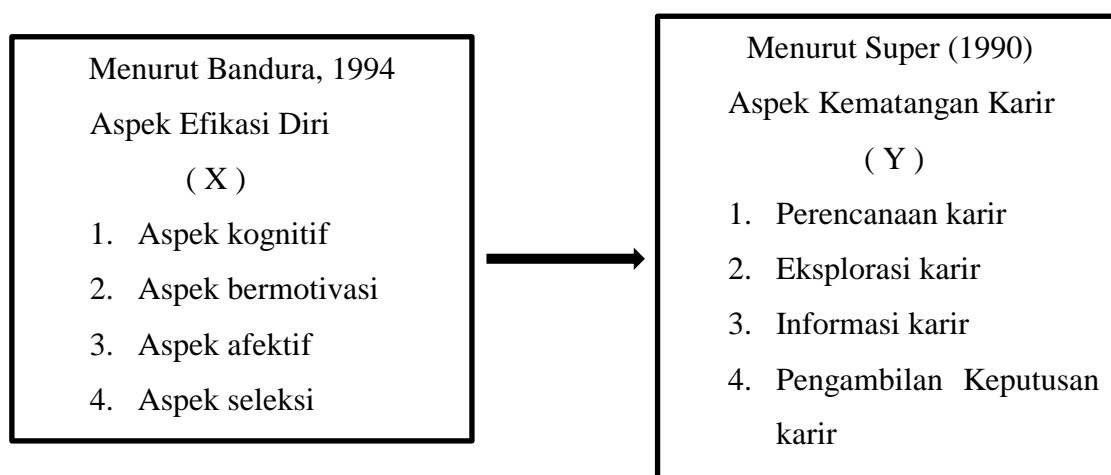 Menurut Bandura, 1994
Aspek Efikasi Diri
( X )
1. Aspek kognitif
2. Aspek bermotivasi
3. Aspek afektif
4. Aspek seleksi
Menurut Super (1990)
Aspek Kematangan Karir
( Y )
1. Perencanaan karir
2. Eksplorasi karir
3. Informasi karir
4. Pengambilan Keputusan
karir